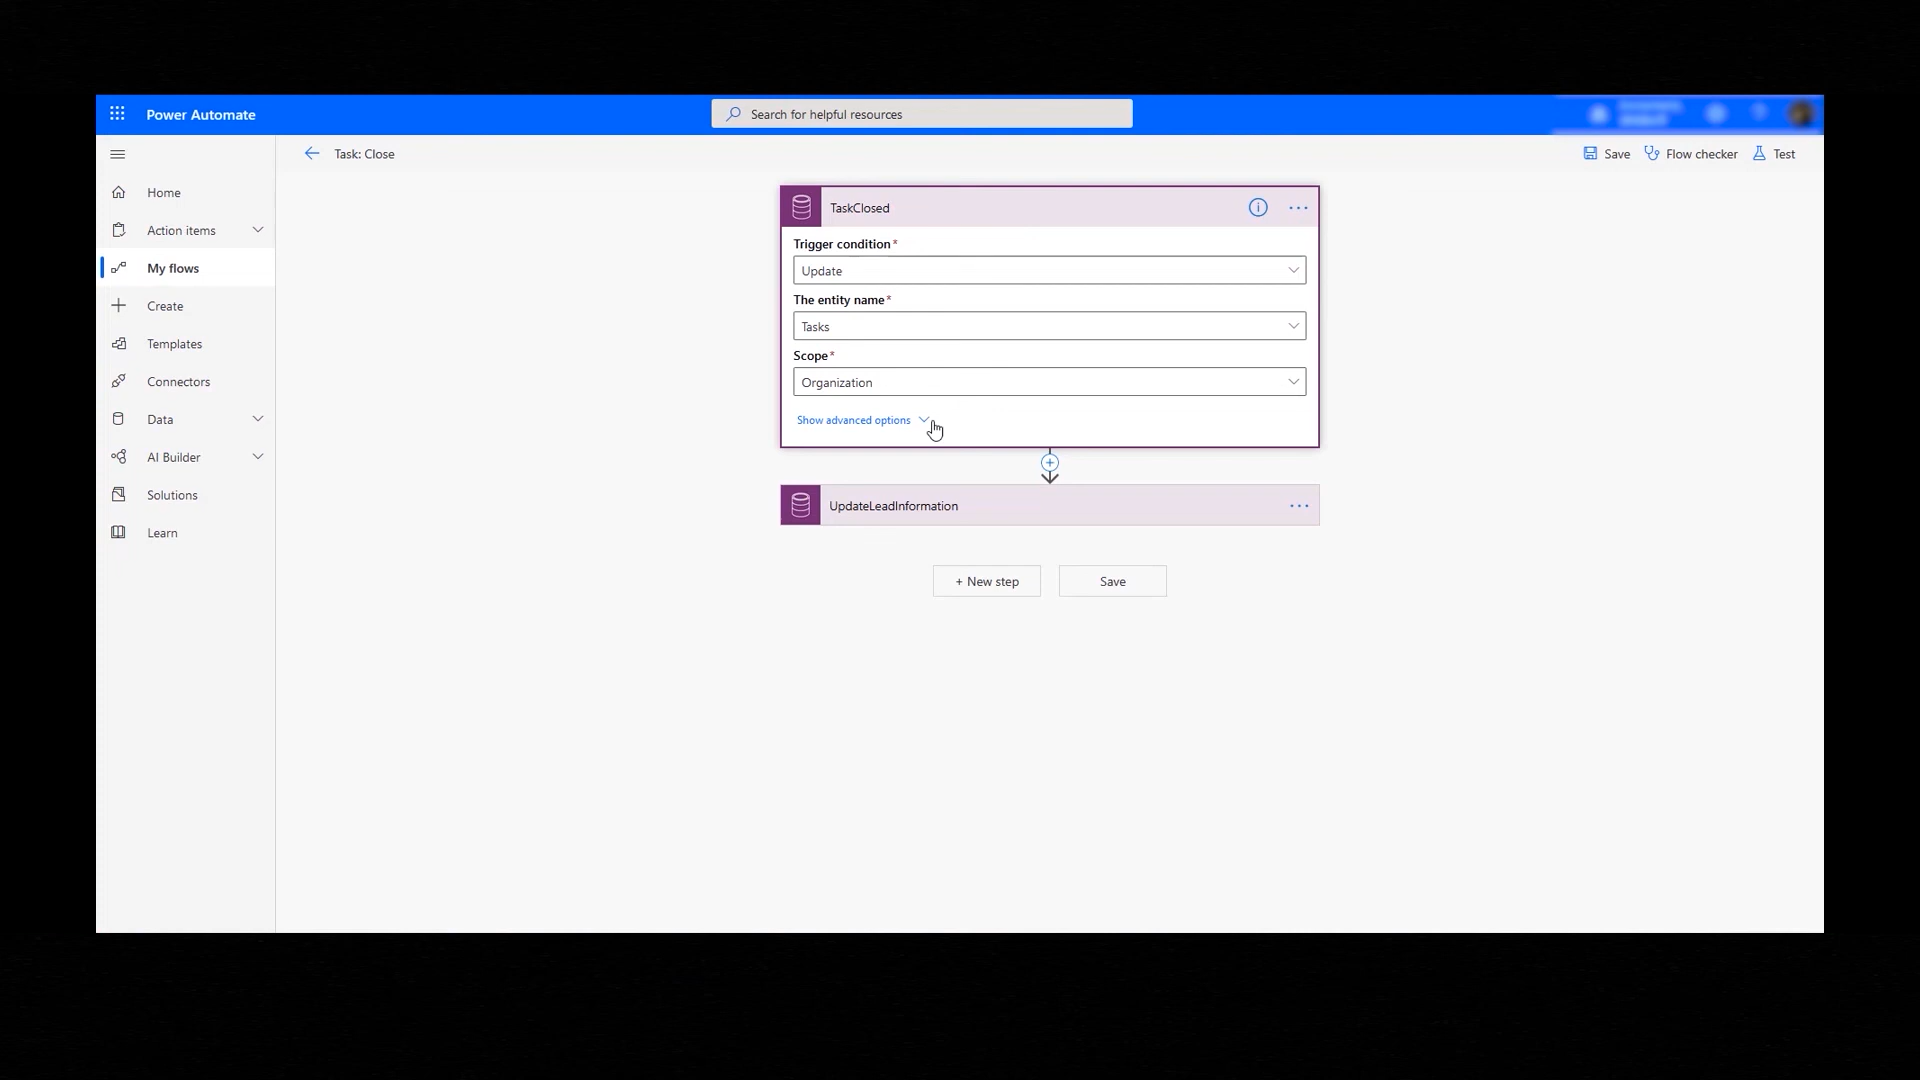 Power Automate
Search for helpful resources
Task: Close
Save
Flow checker
Test
Home
Action items
My flows
Create
Templates
Connectors
Data
AI Builder
Solutions
Learn
TaskClosed
Trigger condition*
Update
The entity name*
Tasks
Scope*
Organization
Show advanced options
UpdateLeadInformation
+ New step
Save